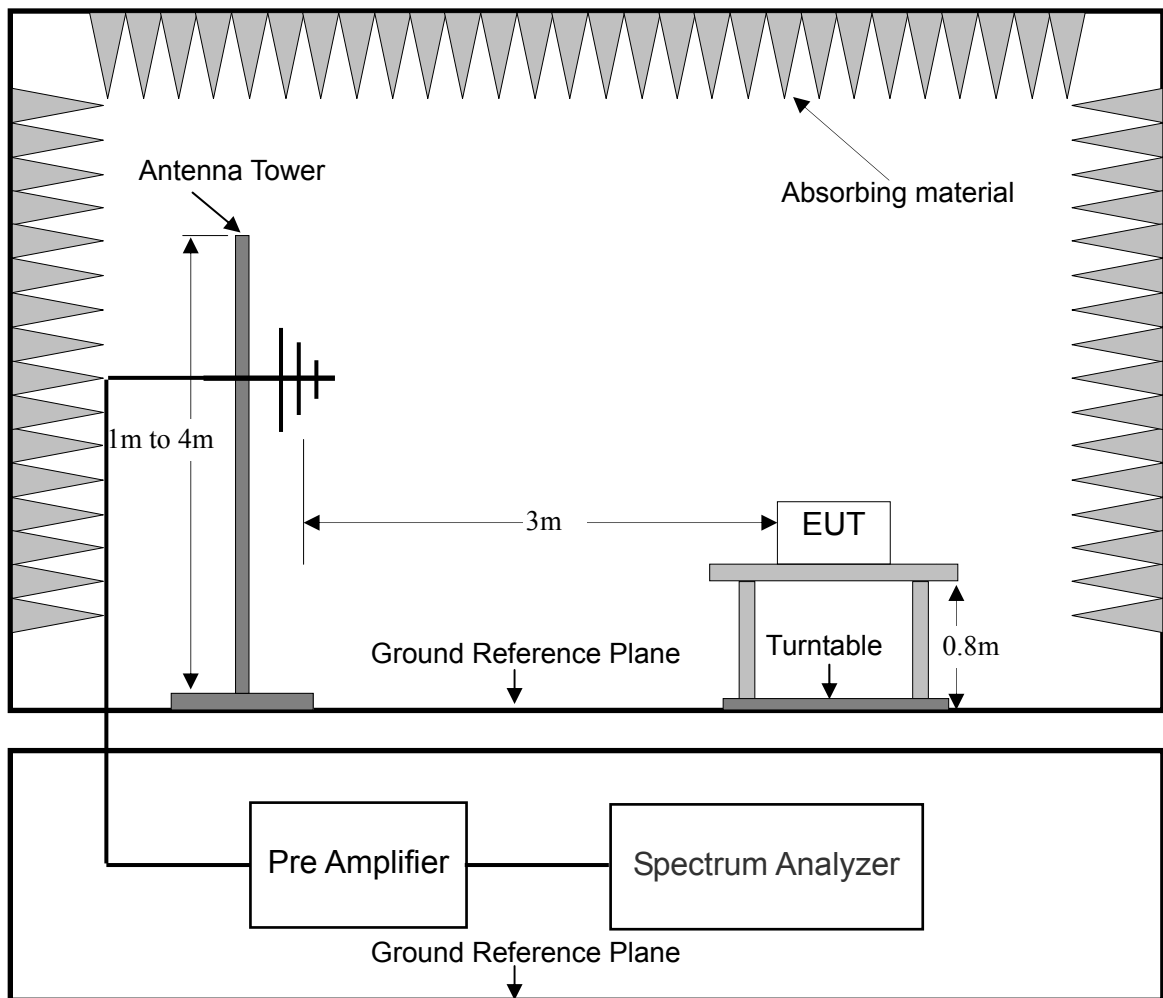 Antenna Tower
Absorbing material
1m to 4m
3m
EUT
Ground Reference Plane
Turntable
0.8m
Pre Amplifier
Spectrum Analyzer
Ground Reference Plane